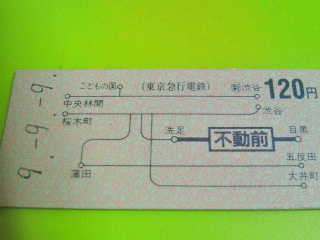 こどもの国 (東京急行電鉄) 新渋谷 120円
中央林間 渋谷
桜木町
洗足 不動前 目黒
五反田
蒲田
大井町
9.-9.-9.